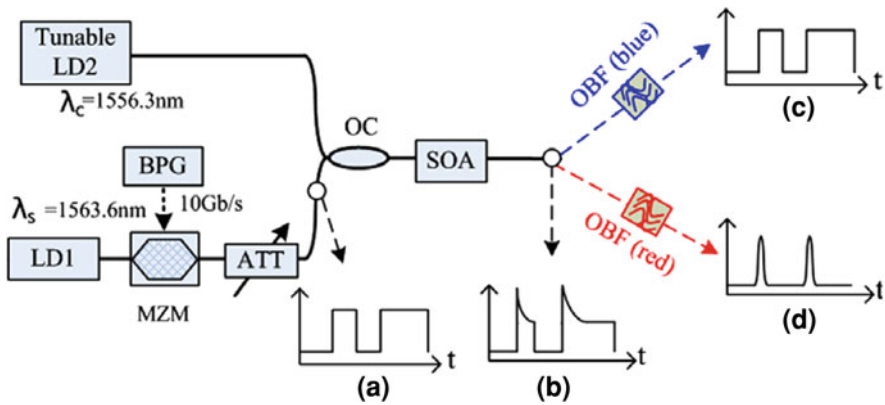 Tunable
LD2
λc=1556.3nm
BPG
λs=1563.6nm
10Gb/s
LD1
MZM
ATT
OC
SOA
OBF (blue)
OBF (red)
t
(a)
t
(b)
t
(c)
t
(d)